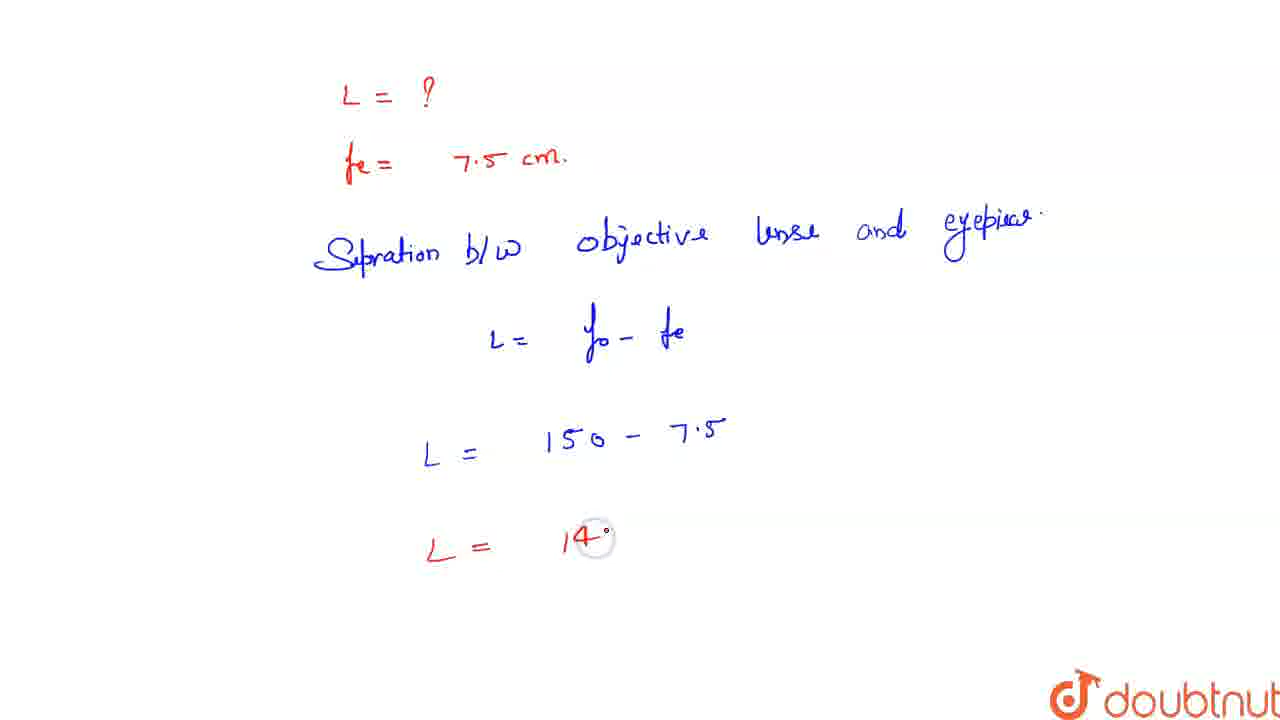 L = ?
fe = 7.5 cm.
Sepration b/w objective lense and eyepiece.
L = fo - fe
L = 150 - 7.5
L = 14
doubtnut